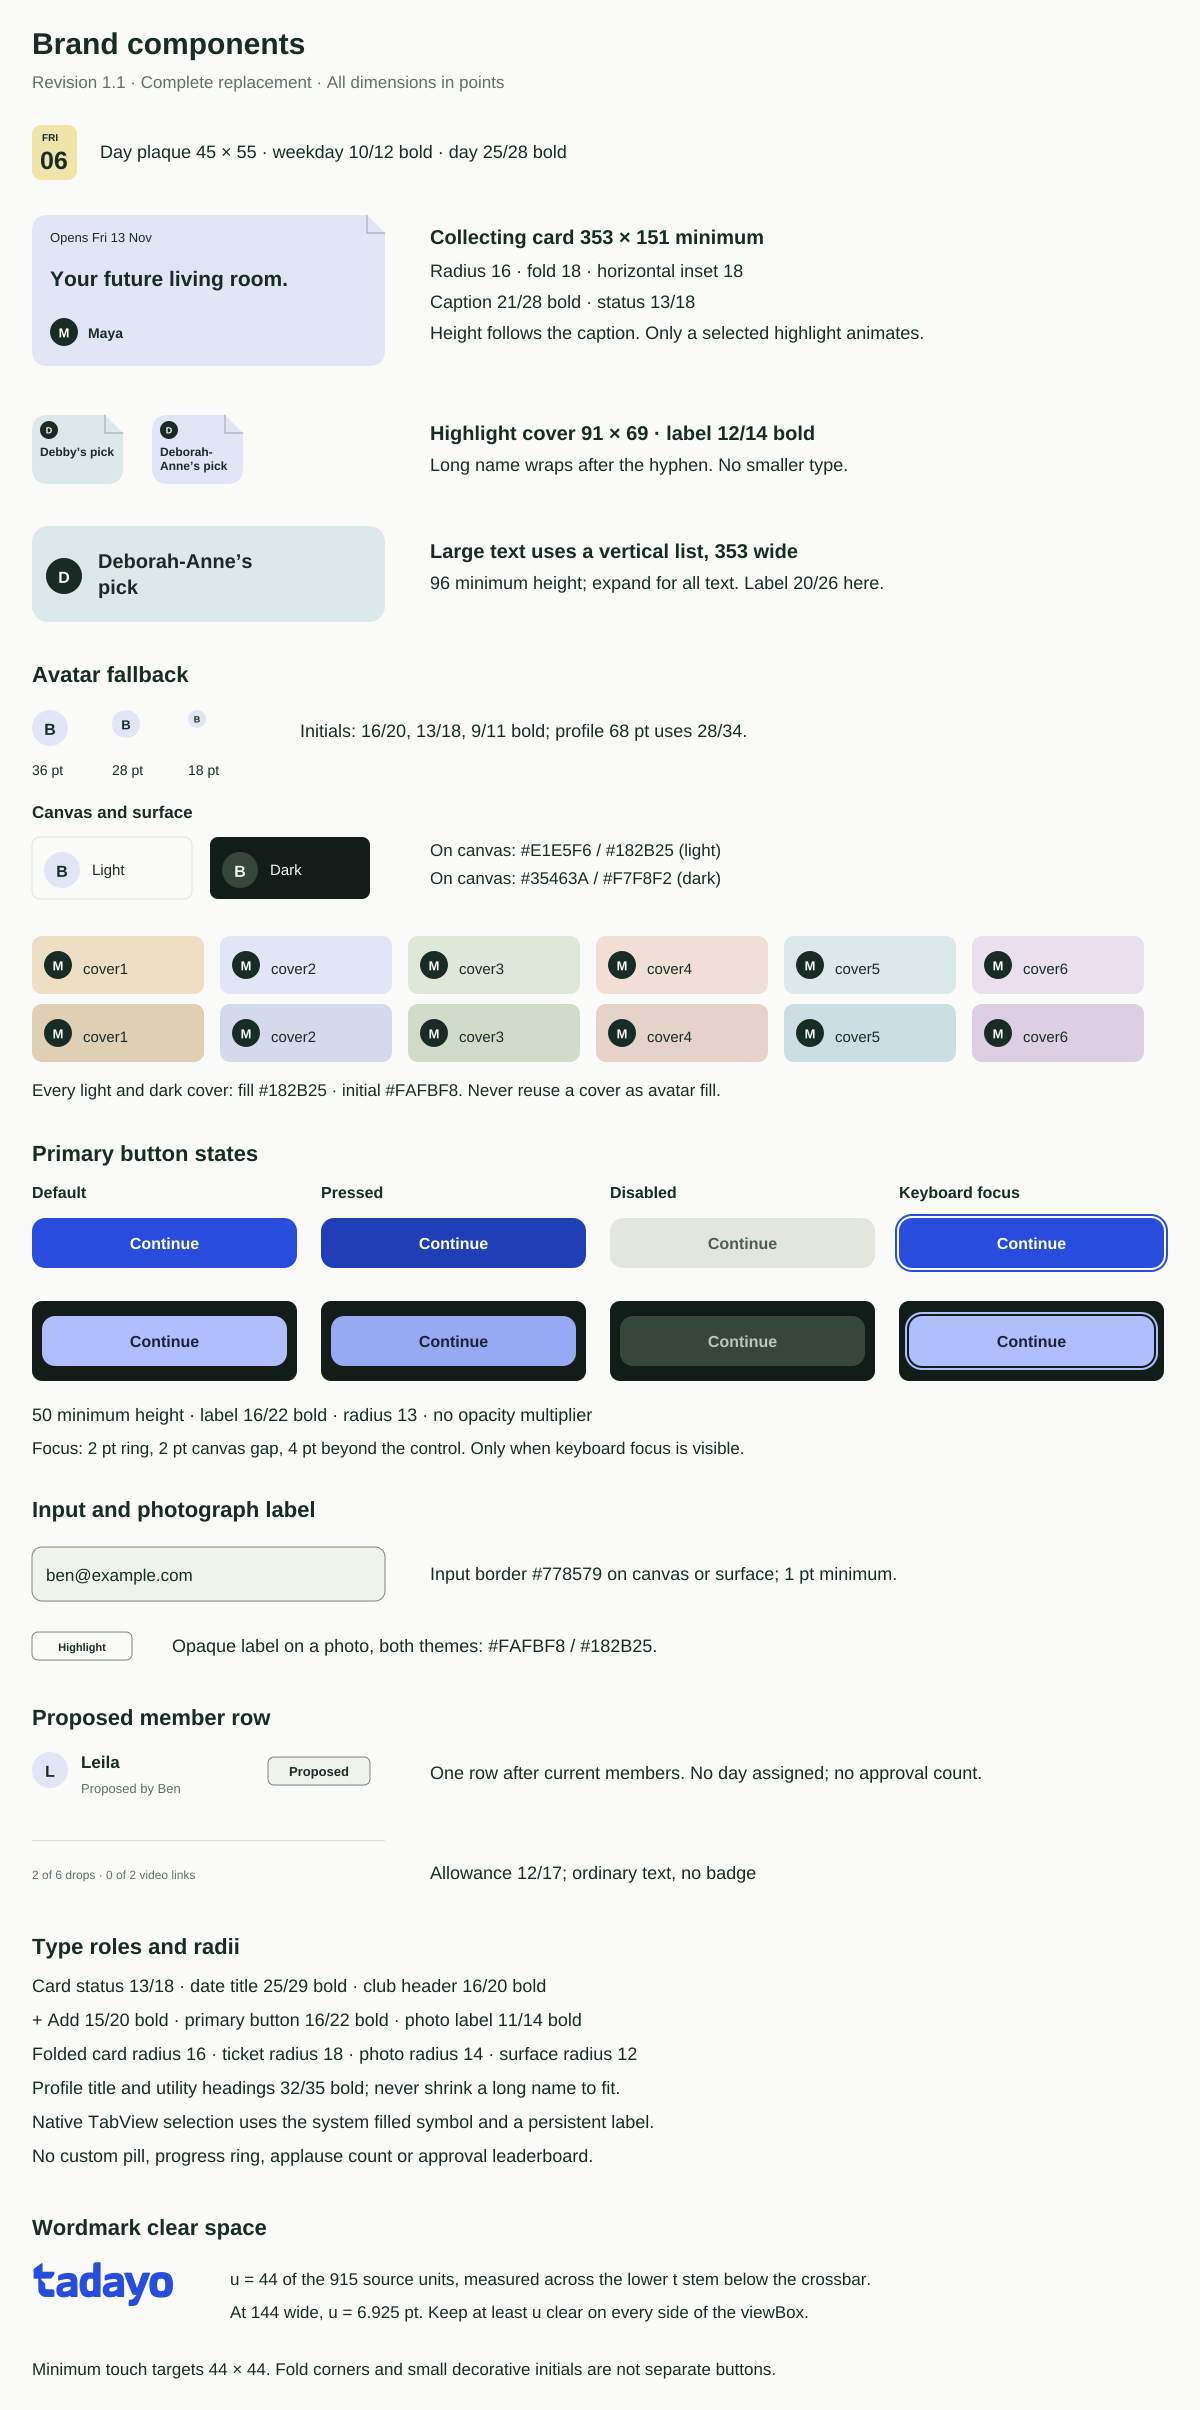 Brand components
Revision 1.1 · Complete replacement · All dimensions in points
FRI
06
Day plaque 45 × 55 · weekday 10/12 bold · day 25/28 bold
Opens Fri 13 Nov
Your future living room.
M Maya
Collecting card 353 × 151 minimum
Radius 16 · fold 18 · horizontal inset 18
Caption 21/28 bold · status 13/18
Height follows the caption. Only a selected highlight animates.
D
Debby’s pick
D
Deborah-
Anne’s pick
Highlight cover 91 × 69 · label 12/14 bold
Long name wraps after the hyphen. No smaller type.
D
Deborah-Anne’s
pick
Large text uses a vertical list, 353 wide
96 minimum height; expand for all text. Label 20/26 here.
Avatar fallback
B B B
36 pt 28 pt 18 pt
Initials: 16/20, 13/18, 9/11 bold; profile 68 pt uses 28/34.
Canvas and surface
B Light B Dark
On canvas: #E1E5F6 / #182B25 (light)
On canvas: #35463A / #F7F8F2 (dark)
M cover1 M cover2 M cover3 M cover4 M cover5 M cover6
M cover1 M cover2 M cover3 M cover4 M cover5 M cover6
Every light and dark cover: fill #182B25 · initial #FAFBF8. Never reuse a cover as avatar fill.
Primary button states
Default Pressed Disabled Keyboard focus
Continue Continue Continue Continue
Continue Continue Continue Continue
50 minimum height · label 16/22 bold · radius 13 · no opacity multiplier
Focus: 2 pt ring, 2 pt canvas gap, 4 pt beyond the control. Only when keyboard focus is visible.
Input and photograph label
ben@example.com
Input border #778579 on canvas or surface; 1 pt minimum.
Highlight
Opaque label on a photo, both themes: #FAFBF8 / #182B25.
Proposed member row
L
Leila
Proposed by Ben
Proposed
One row after current members. No day assigned; no approval count.
2 of 6 drops · 0 of 2 video links
Allowance 12/17; ordinary text, no badge
Type roles and radii
Card status 13/18 · date title 25/29 bold · club header 16/20 bold
+ Add 15/20 bold · primary button 16/22 bold · photo label 11/14 bold
Folded card radius 16 · ticket radius 18 · photo radius 14 · surface radius 12
Profile title and utility headings 32/35 bold; never shrink a long name to fit.
Native TabView selection uses the system filled symbol and a persistent label.
No custom pill, progress ring, applause count or approval leaderboard.
Wordmark clear space
tadayo
u = 44 of the 915 source units, measured across the lower t stem below the crossbar.
At 144 wide, u = 6.925 pt. Keep at least u clear on every side of the viewBox.
Minimum touch targets 44 × 44. Fold corners and small decorative initials are not separate buttons.